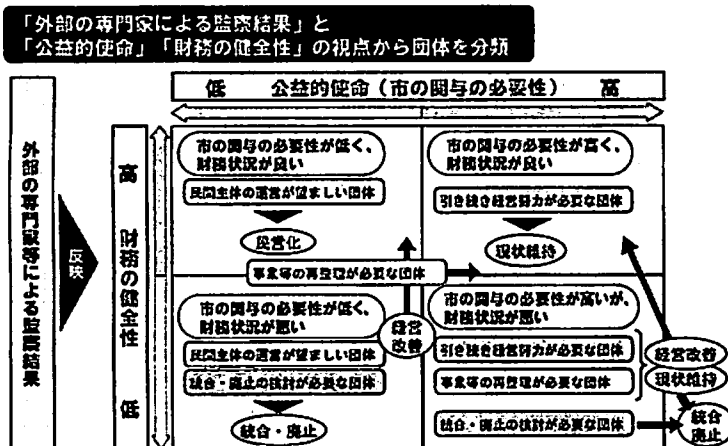 「外部の専門家による監察結果」と
「公益的使命」「財務の健全性」の視点から団体を分類
低 公益的使命（市の関与の必要性） 高
外部の専門家等による監察結果
反映
高 財務の健全性 低
市の関与の必要性が低く、
財務状況が良い
民間主体の運営が望ましい団体
民営化
市の関与の必要性が高く、
財務状況が良い
引き続き経営努力が必要な団体
現状維持
事業等の再整理が必要な団体
市の関与の必要性が低く、
財務状況が悪い
民間主体の運営が望ましい団体
統合・廃止の検討が必要な団体
統合・廃止
経営
改善
市の関与の必要性が高いが、
財務状況が悪い
引き続き経営努力が必要な団体
事業等の再整理が必要な団体
統合・廃止の検討が必要な団体
経営改善
現状維持
統合
廃止